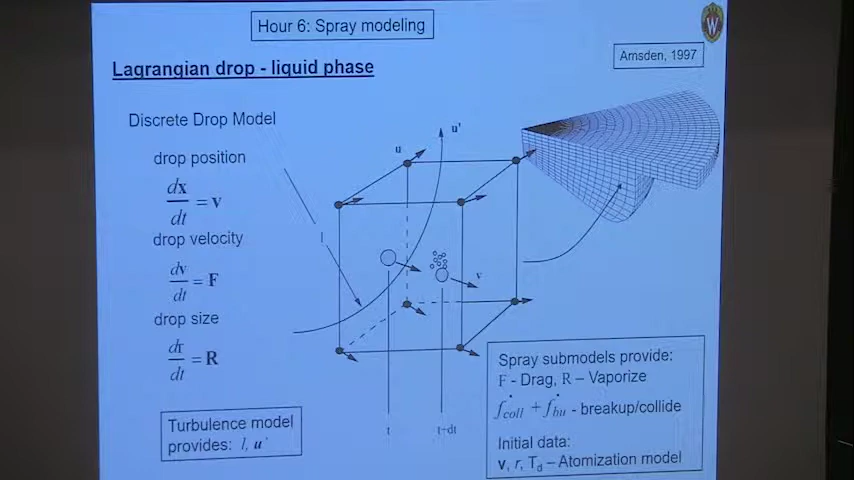 Hour 6: Spray modeling
W
Amsden, 1997
Lagrangian drop - liquid phase
Discrete Drop Model
drop position
dx/dt = v
drop velocity
dv/dt = F
drop size
dr/dt = R
Turbulence model
provides: l, u'
u
u'
l
v
t
t+dt
Spray submodels provide:
F - Drag, R – Vaporize
ḟcoll + ḟbu - breakup/collide
Initial data:
v, r, Td – Atomization model